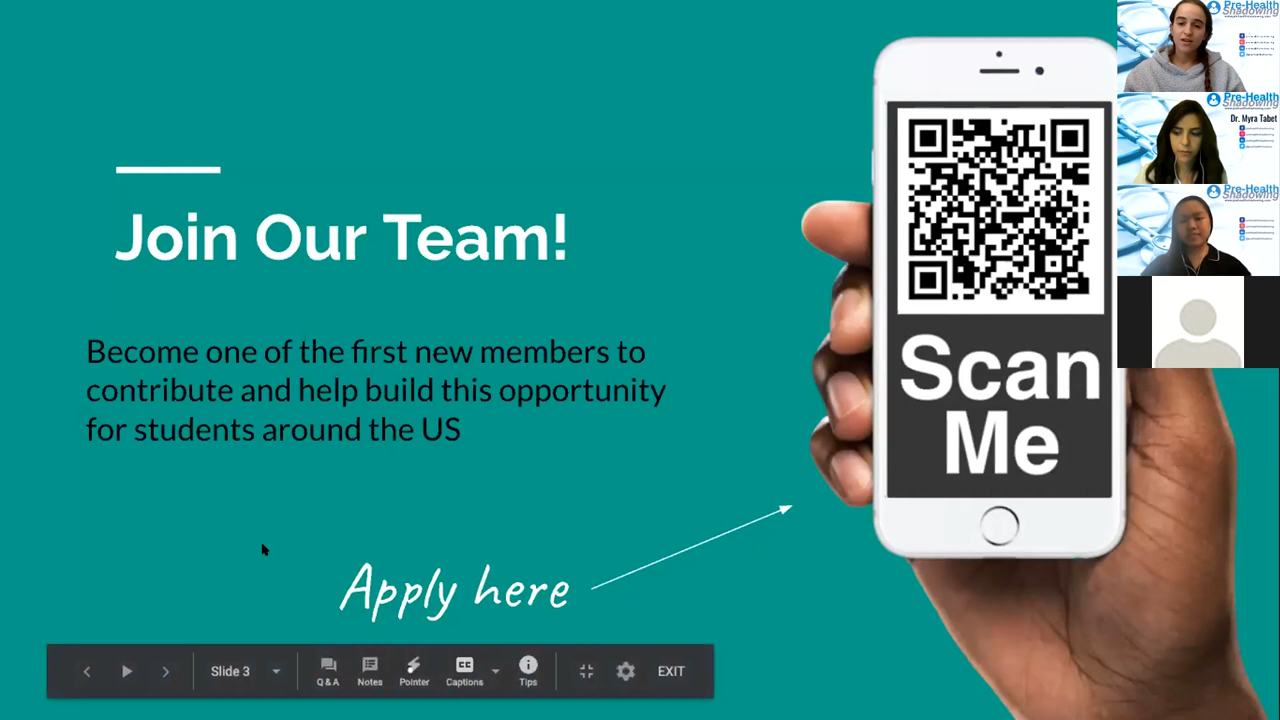 Join Our Team!
Become one of the first new members to
contribute and help build this opportunity
for students around the US
Apply here
Scan
Me
Slide 3
Q&A
Notes
Pointer
Captions
Tips
EXIT
Pre-Health
Shadowing
Pre-Health
Shadowing
Dr. Myra Tabet
Pre-Health
Shadowing